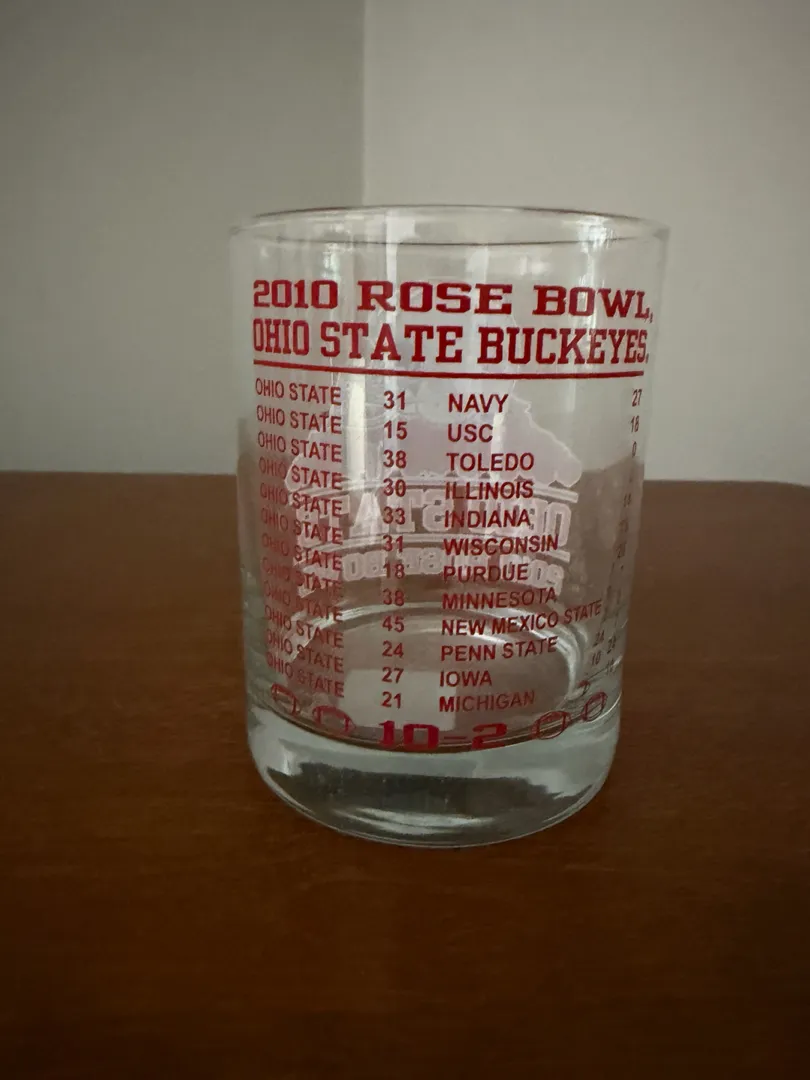 2010 ROSE BOWL
OHIO STATE BUCKEYES
OHIO STATE 31 NAVY 27
OHIO STATE 15 USC 18
OHIO STATE 38 TOLEDO 0
OHIO STATE 30 ILLINOIS
OHIO STATE 33 INDIANA 14
OHIO STATE 31 WISCONSIN
OHIO STATE 18 PURDUE
OHIO STATE 38 MINNESOTA
OHIO STATE 45 NEW MEXICO STATE
OHIO STATE 24 PENN STATE
OHIO STATE 27 IOWA 24
OHIO STATE 21 MICHIGAN 10
10-2